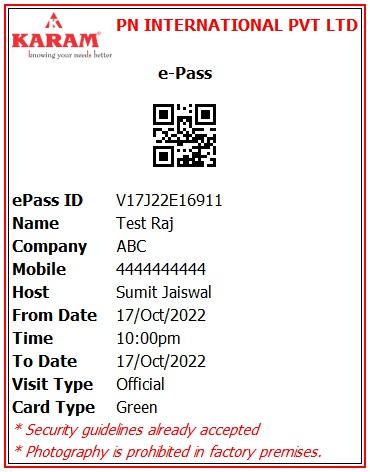 PN INTERNATIONAL PVT LTD
KARAM®
knowing your needs better
e-Pass
ePass ID V17J22E16911
Name Test Raj
Company ABC
Mobile 4444444444
Host Sumit Jaiswal
From Date 17/Oct/2022
Time 10:00pm
To Date 17/Oct/2022
Visit Type Official
Card Type Green
* Security guidelines already accepted
* Photography is prohibited in factory premises.